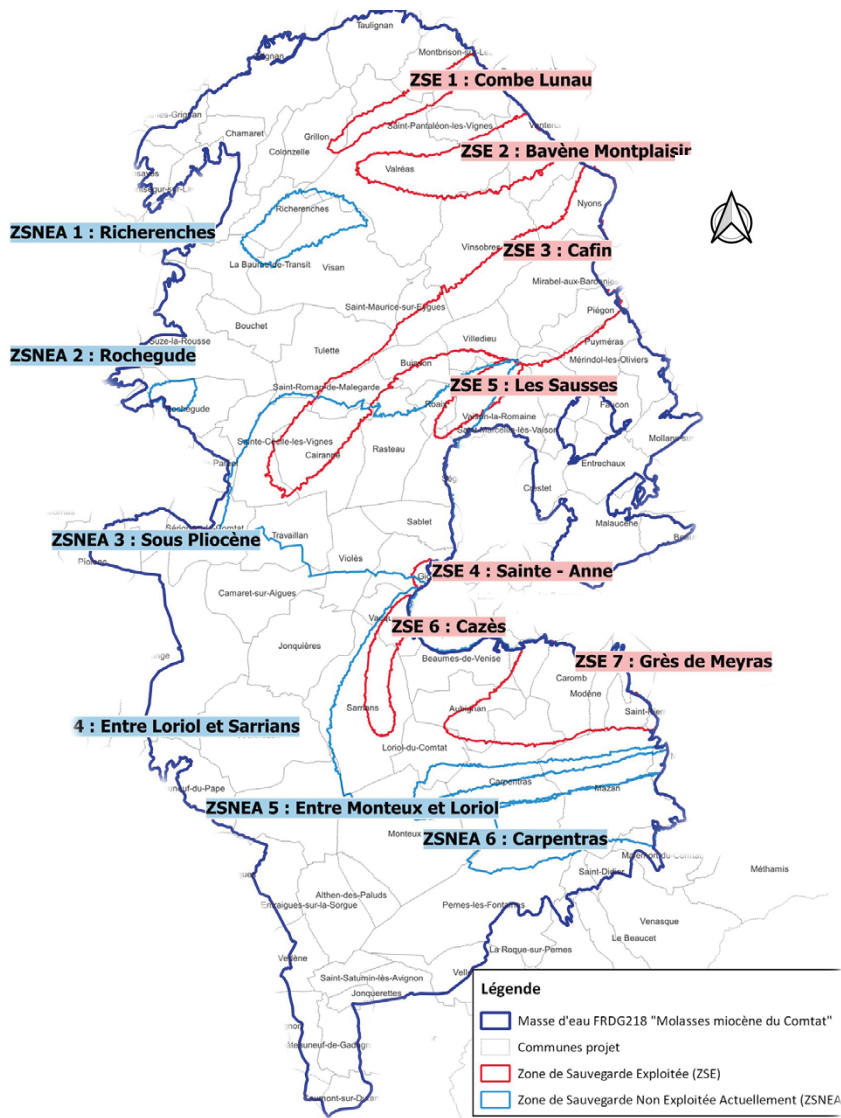 Taulignan
Montbrison-sur-Le
ZSE 1 : Combe Lunau
Chamaret
Grillon
Saint-Pantaléon-les-Vignes
Colonzelle
ZSE 2 : Bavène Montplaisir
Valréas
Nyons
Richerenches
ZSNEA 1 : Richerenches
Vinsobres
ZSE 3 : Cafin
La Baume-de-Transit
Visan
Mirabel-aux-Baronnies
Saint-Maurice-sur-Eygues
Piégon
Bouchet
Suze-la-Rousse
Villedieu
Puyméras
ZSNEA 2 : Rochegude
Tulette
Mérindol-les-Oliviers
Buisson
Saint-Roman-de-Malegarde
ZSE 5 : Les Sausses
Roaix
Faucon
Rochegude
Vaison-la-Romaine
Saint-Marcellin-lès-Vaison
Sainte-Cécile-les-Vignes
Cairanne
Rasteau
Entrechaux
Crestet
Sablet
Malaucène
Travaillan
ZSNEA 3 : Sous Pliocène
Violès
ZSE 4 : Sainte - Anne
Camaret-sur-Aigues
ZSE 6 : Cazès
Jonquières
Beaumes-de-Venise
ZSE 7 : Grès de Meyras
Caromb
Modène
Sarrians
Aubignan
4 : Entre Loriol et Sarrians
Loriol-du-Comtat
Carpentras
Mazan
ZSNEA 5 : Entre Monteux et Loriol
Monteux
ZSNEA 6 : Carpentras
Saint-Didier
Méthamis
Althen-des-Paluds
Pernes-les-Fontaines
Venasque
Le Beaucet
La Roque-sur-Pernes
Saint-Saturnin-lès-Avignon
Jonquerettes
Légende
Masse d'eau FRDG218 "Molasses miocène du Comtat"
Communes projet
Zone de Sauvegarde Exploitée (ZSE)
Zone de Sauvegarde Non Exploitée Actuellement (ZSNEA